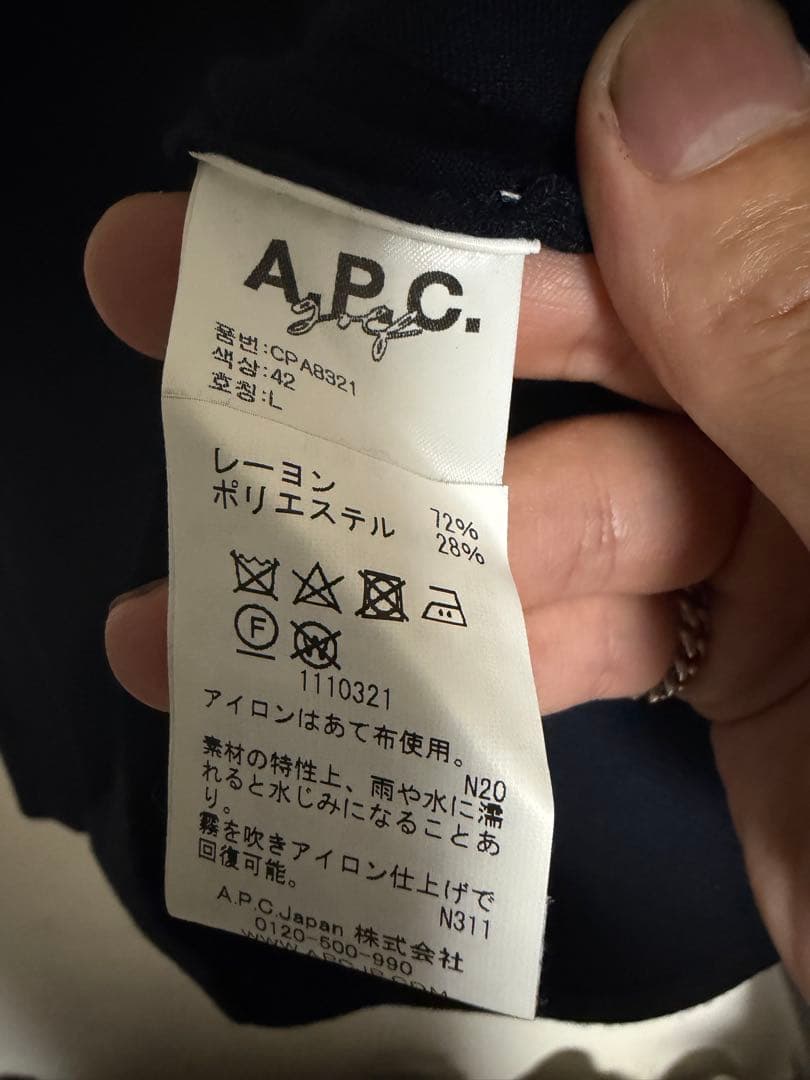 A.P.C.
golf
품번:CPA8321
색상:42
호칭:L
レーヨン 72%
ポリエステル 28%
F
W
1110321
アイロンはあて布使用。
N20
素材の特性上、雨や水に濡
れると水じみになることあ
り。
霧を吹きアイロン仕上げで
回復可能。
N311
A.P.C.Japan 株式会社
0120-500-990
WWW.APCJP.COM